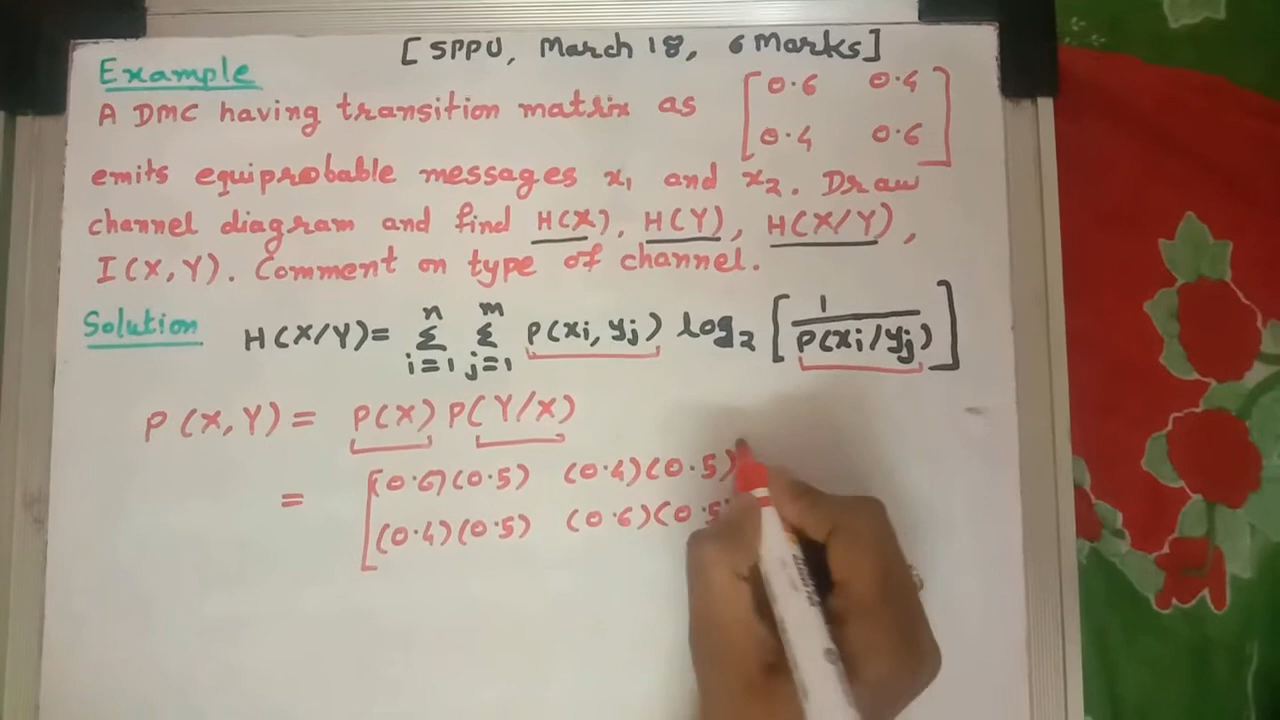 [SPPU, March 18, 6 Marks]
Example
A DMC having transition matrix as [0.6 0.4
0.4 0.6]
emits equiprobable messages x₁ and x₂. Draw
channel diagram and find H(X), H(Y), H(X/Y),
I(X,Y). Comment on type of channel.
Solution H(X/Y)= n∑i=1 m∑j=1 P(xi, yj) log₂ [1/P(xi/yj)]
P(X,Y) = P(X) P(Y/X)
= [(0.6)(0.5) (0.4)(0.5)
(0.4)(0.5) (0.6)(0.5